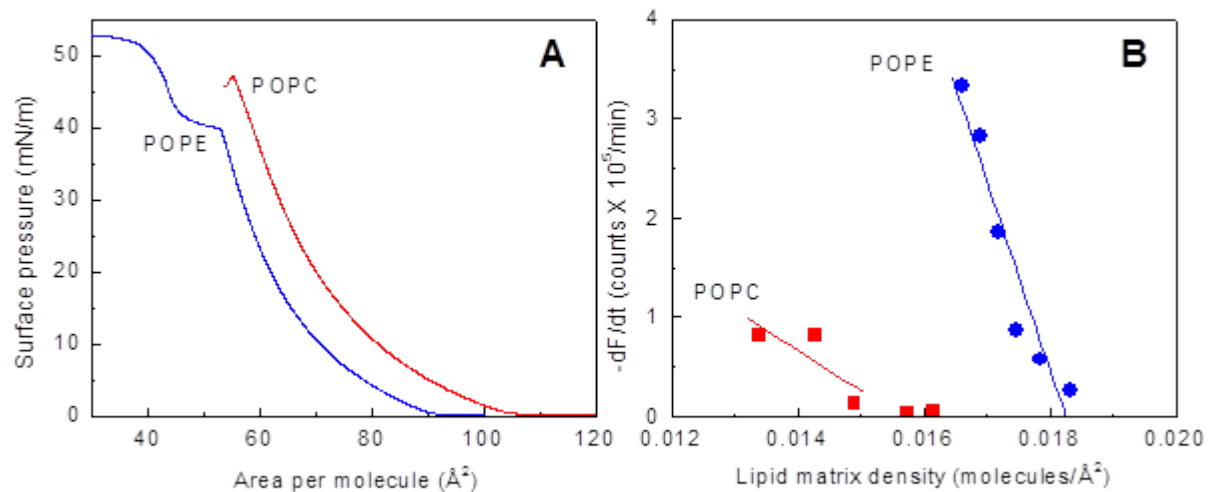 A
POPC
POPE
Surface pressure (mN/m)
50
40
30
20
10
0
40
60
80
100
120
Area per molecule (Å²)
B
POPE
POPC
-dF/dt (counts X 10⁵/min)
4
3
2
1
0
0.012
0.014
0.016
0.018
0.020
Lipid matrix density (molecules/Å²)